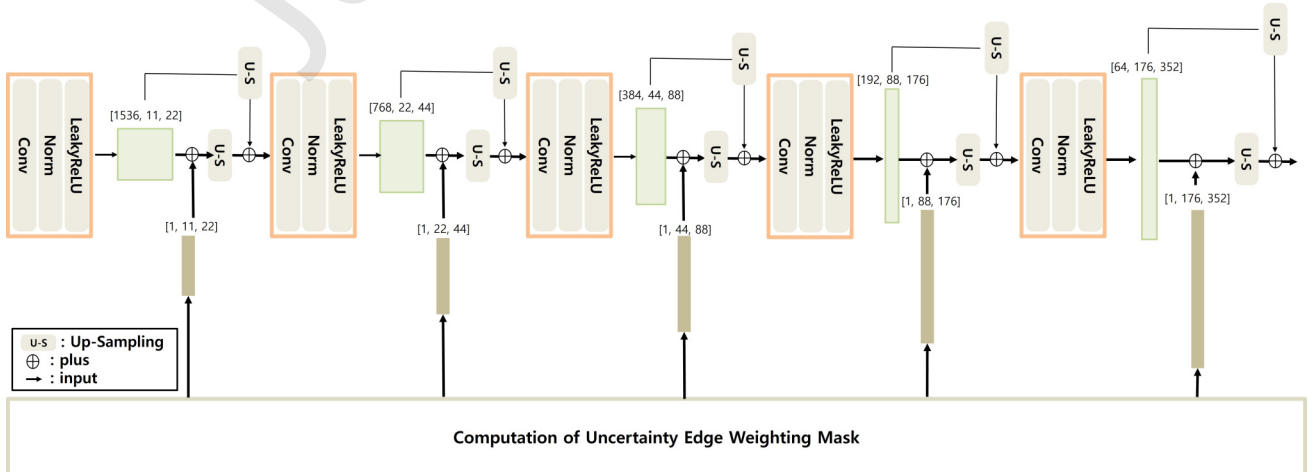 U-S
U-S
U-S
U-S
U-S
[1536, 11, 22]
[768, 22, 44]
[384, 44, 88]
[192, 88, 176]
[64, 176, 352]
Conv
Norm
LeakyReLU
U-S
Conv
Norm
LeakyReLU
U-S
Conv
Norm
LeakyReLU
U-S
Conv
Norm
LeakyReLU
U-S
Conv
Norm
LeakyReLU
U-S
[1, 11, 22]
[1, 22, 44]
[1, 44, 88]
[1, 88, 176]
[1, 176, 352]
U-S : Up-Sampling
⊕ : plus
→ : input
Computation of Uncertainty Edge Weighting Mask